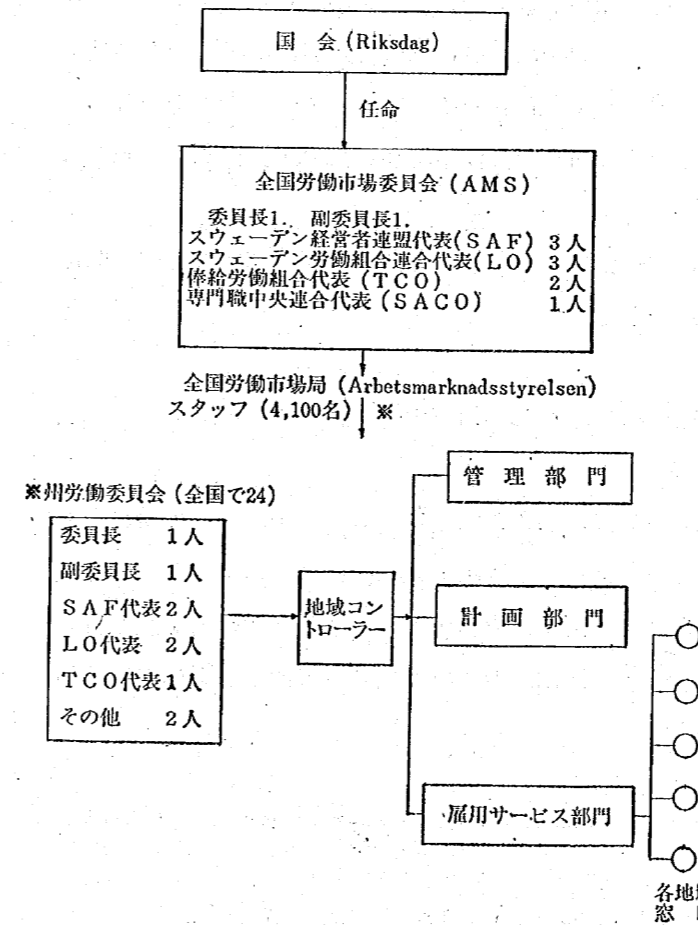 国 会 (Riksdag)
任命
全国労働市場委員会 (AMS)
委員長1. 副委員長1.
スウェーデン経営者連盟代表(SAF) 3人
スウェーデン労働組合連合代表(LO) 3人
俸給労働組合代表 (TCO) 2人
専門職中央連合代表 (SACO) 1人
全国労働市場局 (Arbetsmarknadsstyrelsen)
スタッフ (4,100名) ※
※州労働委員会 (全国で24)
委員長 1人
副委員長 1人
SAF代表 2人
LO代表 2人
TCO代表 1人
その他 2人
地域コン
トローラー
管 理 部 門
計 画 部 門
雇用サービス部門
各地
窓